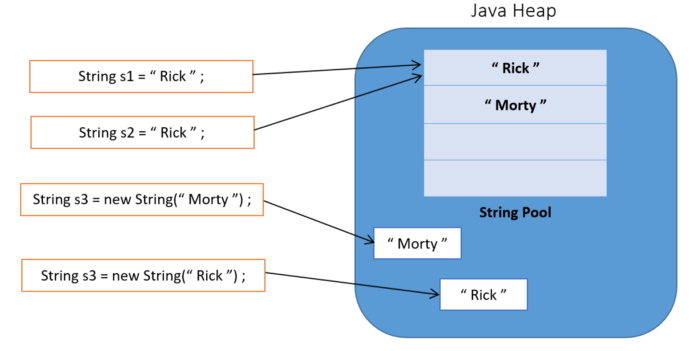 Java Heap
String s1 = “ Rick ” ;
“ Rick ”
“ Morty ”
String s2 = “ Rick ” ;
String s3 = new String(“ Morty ”) ;
String Pool
“ Morty ”
String s3 = new String(“ Rick ”) ;
“ Rick ”